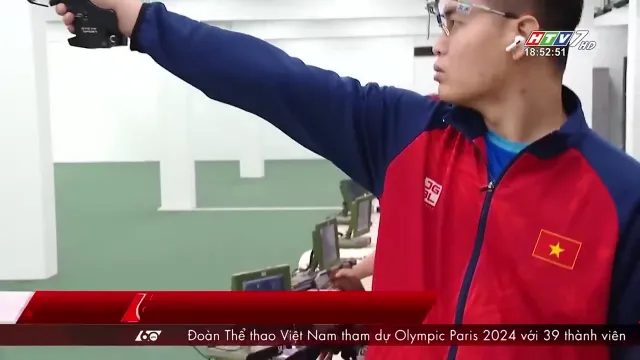 HTV7 HD
18:52:51
Đoàn Thể thao Việt Nam tham dự Olympic Paris 2024 với 39 thành viên